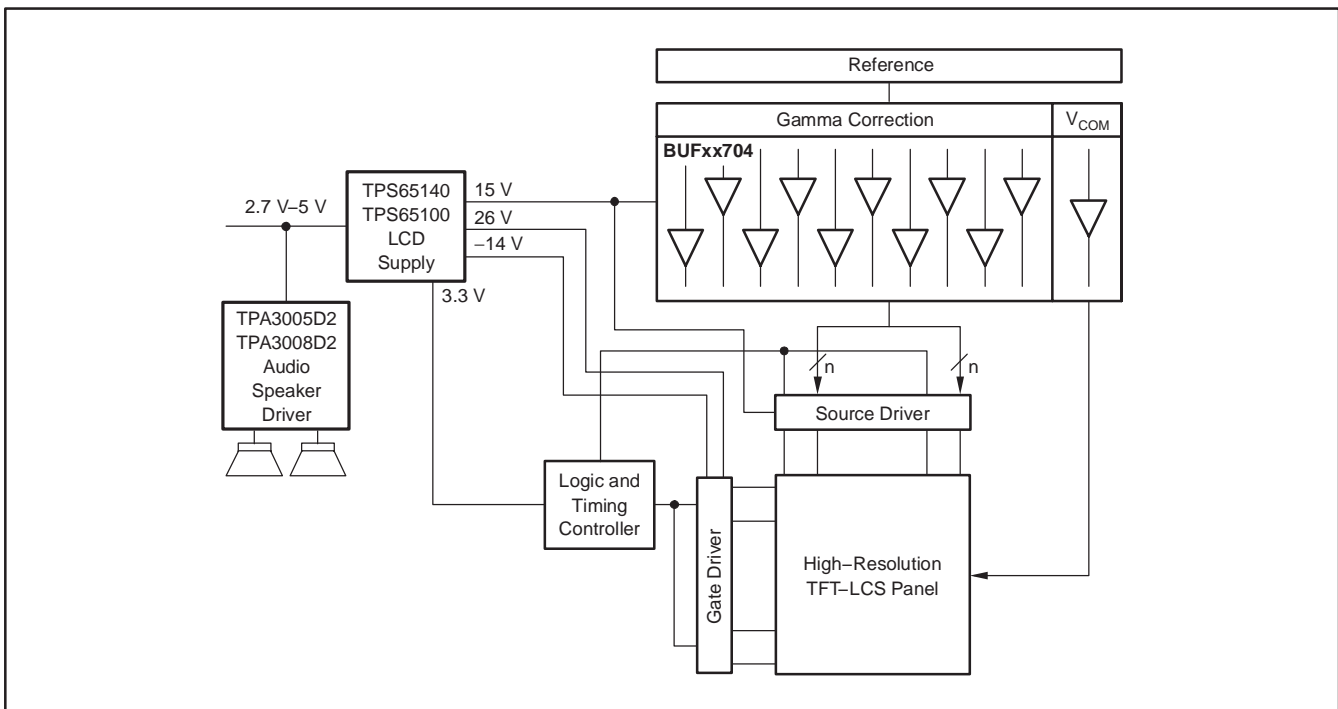 Reference
Gamma Correction
V_COM
BUFxx704
TPS65140
TPS65100
LCD
Supply
15 V
26 V
−14 V
3.3 V
2.7 V−5 V
TPA3005D2
TPA3008D2
Audio
Speaker
Driver
n
n
Source Driver
Logic and
Timing
Controller
Gate Driver
High−Resolution
TFT−LCS Panel